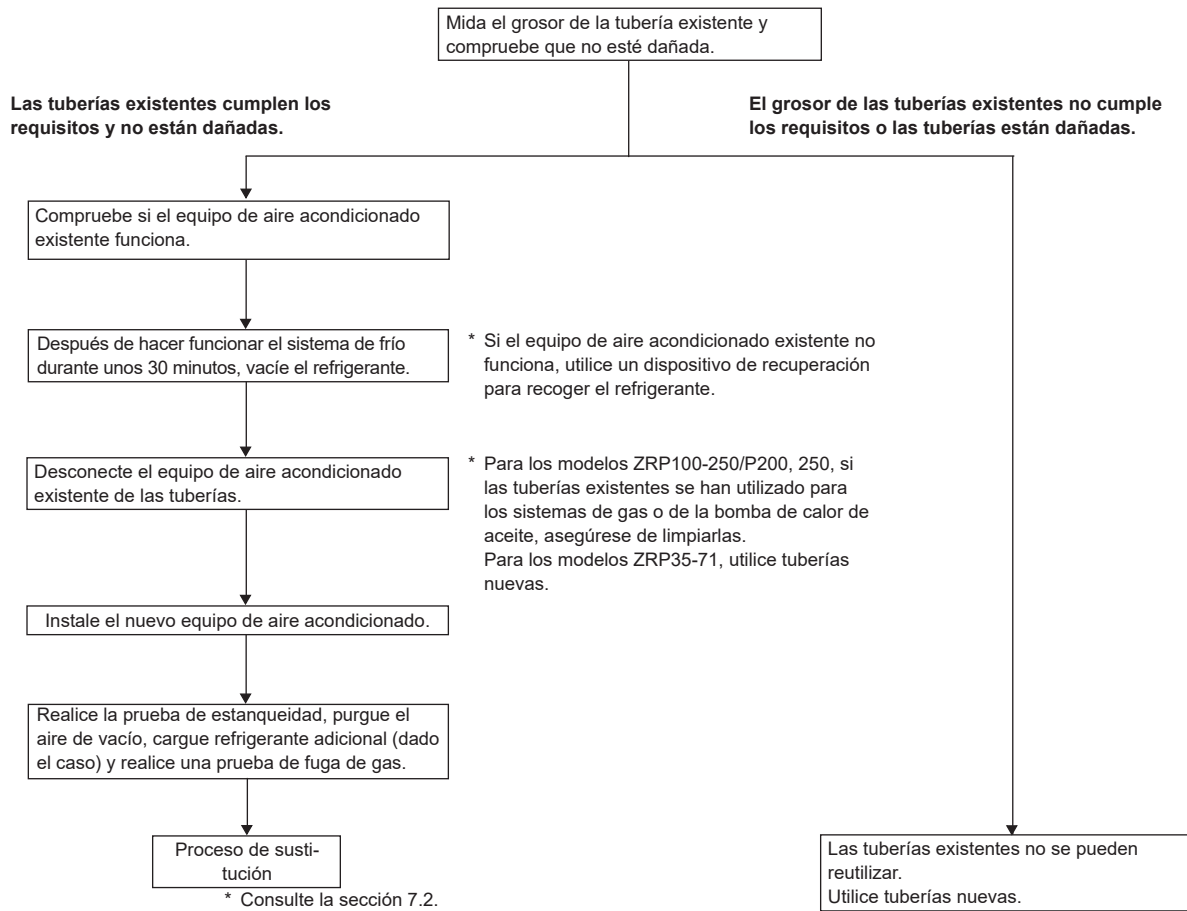 Mida el grosor de la tubería existente y
compruebe que no esté dañada.
Las tuberías existentes cumplen los
requisitos y no están dañadas.
El grosor de las tuberías existentes no cumple
los requisitos o las tuberías están dañadas.
Compruebe si el equipo de aire acondicionado
existente funciona.
Después de hacer funcionar el sistema de frío
durante unos 30 minutos, vacíe el refrigerante.
* Si el equipo de aire acondicionado existente no
funciona, utilice un dispositivo de recuperación
para recoger el refrigerante.
Desconecte el equipo de aire acondicionado
existente de las tuberías.
* Para los modelos ZRP100-250/P200, 250, si
las tuberías existentes se han utilizado para
los sistemas de gas o de la bomba de calor de
aceite, asegúrese de limpiarlas.
Para los modelos ZRP35-71, utilice tuberías
nuevas.
Instale el nuevo equipo de aire acondicionado.
Realice la prueba de estanqueidad, purgue el
aire de vacío, cargue refrigerante adicional (dado
el caso) y realice una prueba de fuga de gas.
Proceso de susti-
tución
* Consulte la sección 7.2.
Las tuberías existentes no se pueden
reutilizar.
Utilice tuberías nuevas.